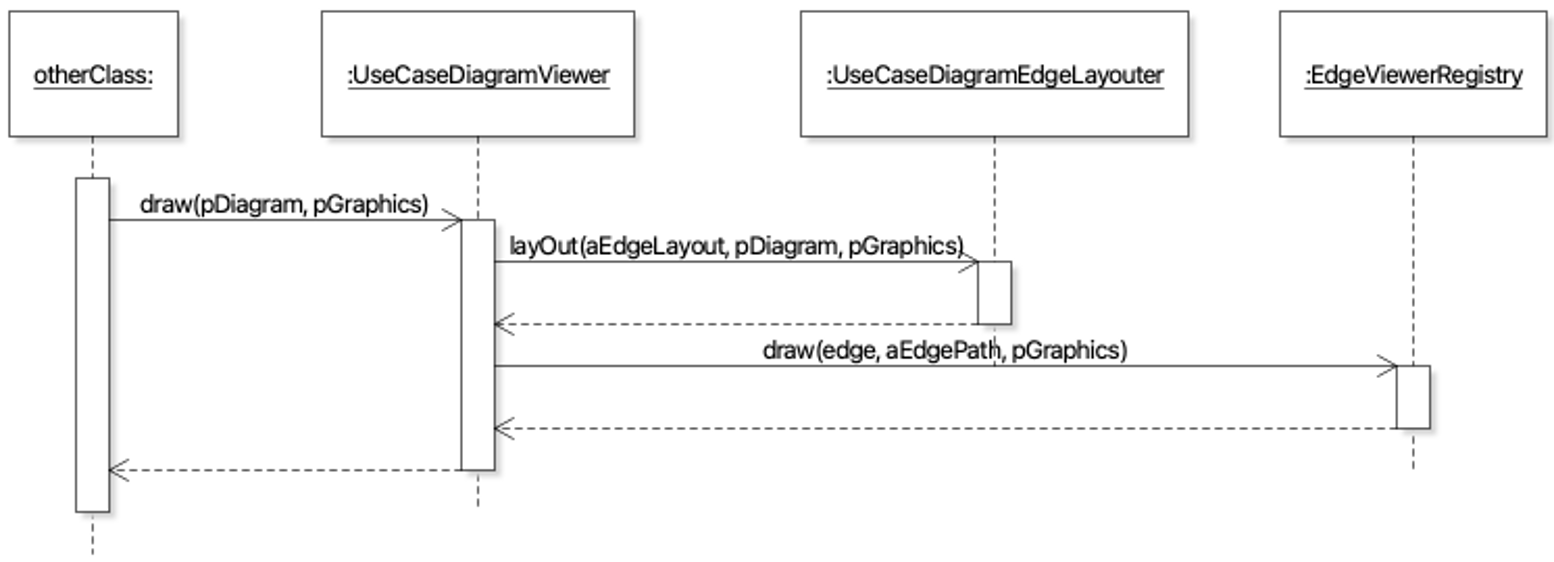 otherClass:
:UseCaseDiagramViewer
:UseCaseDiagramEdgeLayouter
:EdgeViewerRegistry
draw(pDiagram, pGraphics)
layOut(aEdgeLayout, pDiagram, pGraphics)
draw(edge, aEdgePath, pGraphics)